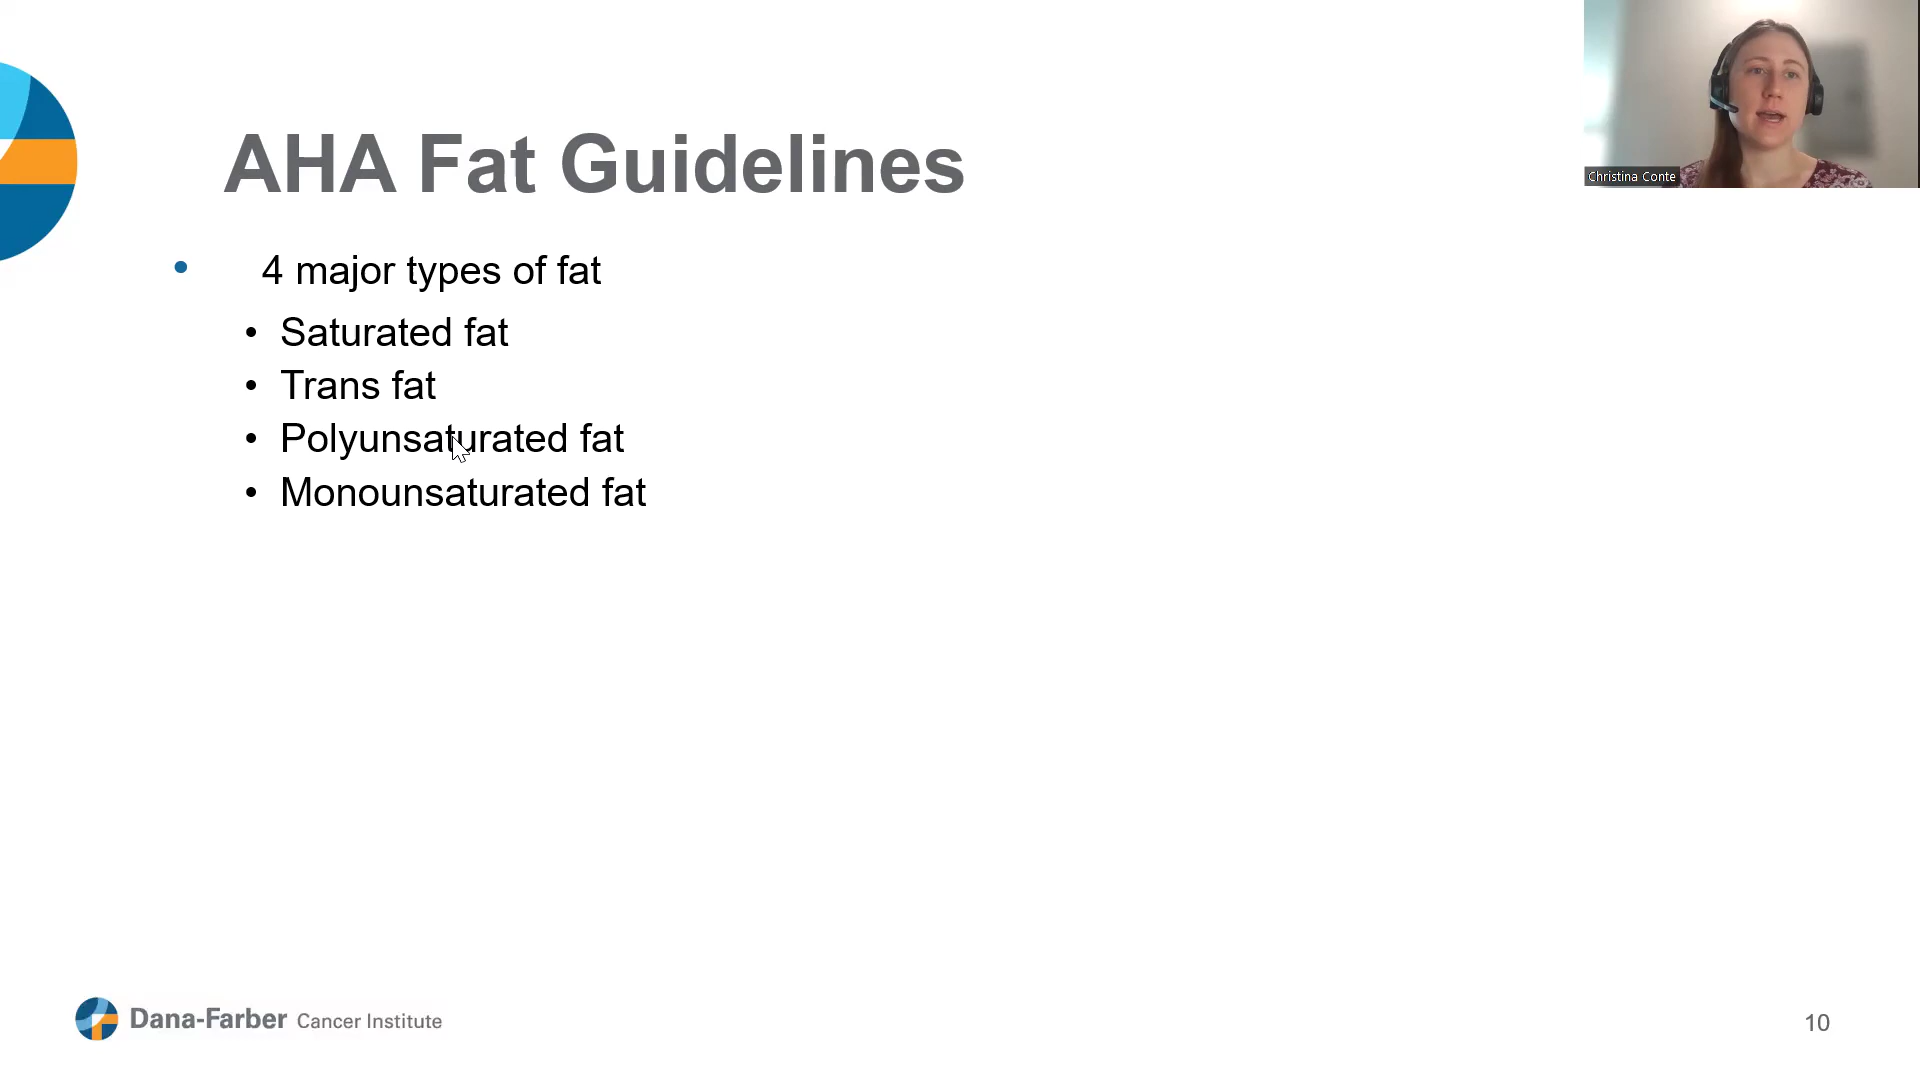 AHA Fat Guidelines
Christina Conte
• 4 major types of fat
• Saturated fat
• Trans fat
• Polyunsaturated fat
• Monounsaturated fat
Dana-Farber Cancer Institute
10